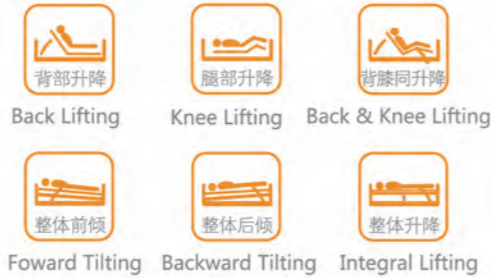 背部升降
腿部升降
背膝同升降
Back Lifting
Knee Lifting
Back & Knee Lifting
整体前倾
整体后倾
整体升降
Foward Tilting
Backward Tilting
Integral Lifting